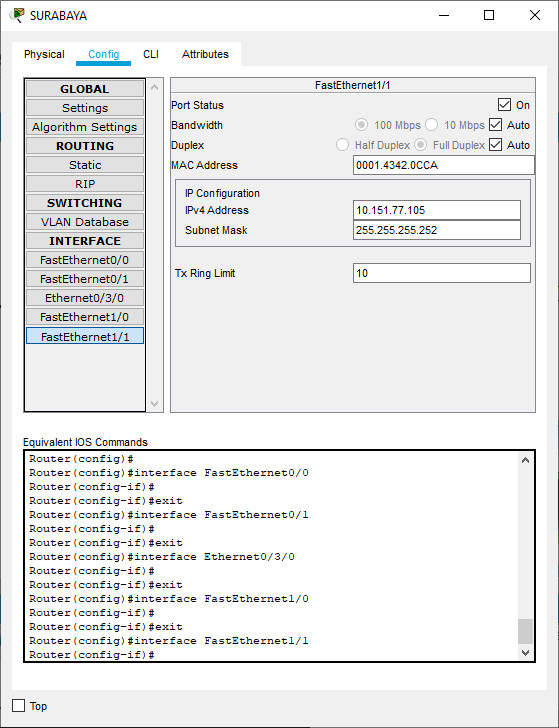 SURABAYA
Physical Config CLI Attributes
GLOBAL
Settings
Algorithm Settings
ROUTING
Static
RIP
SWITCHING
VLAN Database
INTERFACE
FastEthernet0/0
FastEthernet0/1
Ethernet0/3/0
FastEthernet1/0
FastEthernet1/1
FastEthernet1/1
Port Status On
Bandwidth 100 Mbps 10 Mbps Auto
Duplex Half Duplex Full Duplex Auto
MAC Address 0001.4342.0CCA
IP Configuration
IPv4 Address 10.151.77.105
Subnet Mask 255.255.255.252
Tx Ring Limit 10
Equivalent IOS Commands
Router(config)#
Router(config)#interface FastEthernet0/0
Router(config-if)#
Router(config-if)#exit
Router(config)#interface FastEthernet0/1
Router(config-if)#
Router(config-if)#exit
Router(config)#interface Ethernet0/3/0
Router(config-if)#
Router(config-if)#exit
Router(config)#interface FastEthernet1/0
Router(config-if)#
Router(config-if)#exit
Router(config)#interface FastEthernet1/1
Router(config-if)#
Top